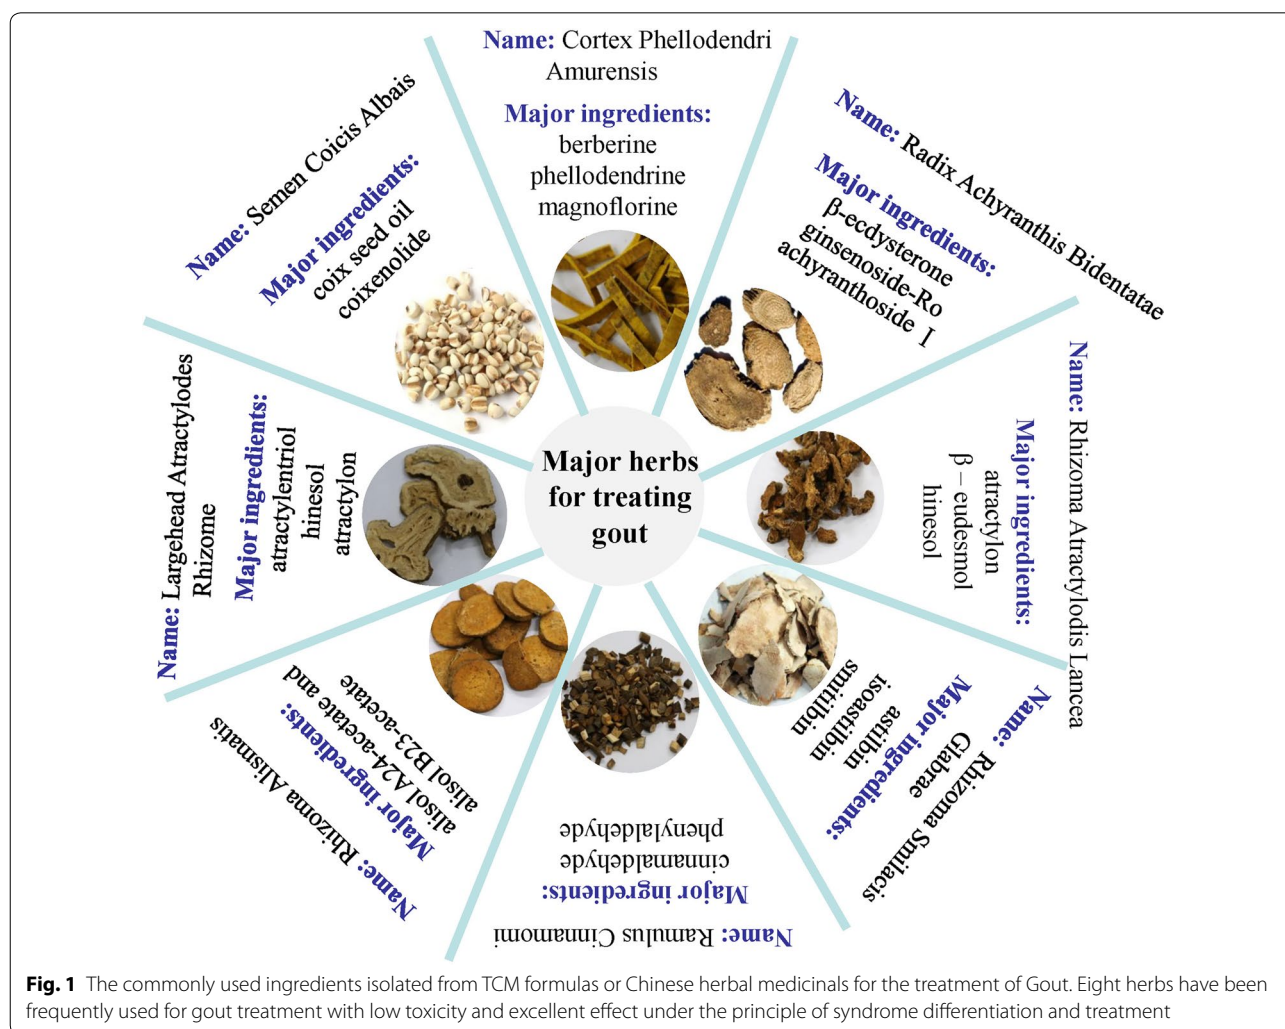 Name: Cortex Phellodendri
Amurensis
Major ingredients:
berberine
phellodendrine
magnoflorine
Name: Radix Achyranthis Bidentatae
Major ingredients:
β-ecdysterone
ginsenoside-Ro
achyranthoside I
Name: Rhizoma Atractylodis Lancea
Major ingredients:
atractylon
β – eudesmol
hinesol
Name: Rhizoma Smilacis
Glabrae
Major ingredients:
astilbin
isoastilbin
smitilbin
Name: Ramulus Cinnamomi
Major ingredients:
cinnamaldehyde
phenylaldehyde
Name: Rhizoma Alismatis
Major ingredients:
alisol A24-acetate and
alisol B23-acetate
Name: Largehead Atractylodes
Rhizome
Major ingredients:
atractylentriol
hinesol
atractylon
Name: Semen Coicis Albais
Major ingredients:
coix seed oil
coixenolide
Major herbs
for treating
gout
Fig. 1 The commonly used ingredients isolated from TCM formulas or Chinese herbal medicinals for the treatment of Gout. Eight herbs have been
frequently used for gout treatment with low toxicity and excellent effect under the principle of syndrome differentiation and treatment